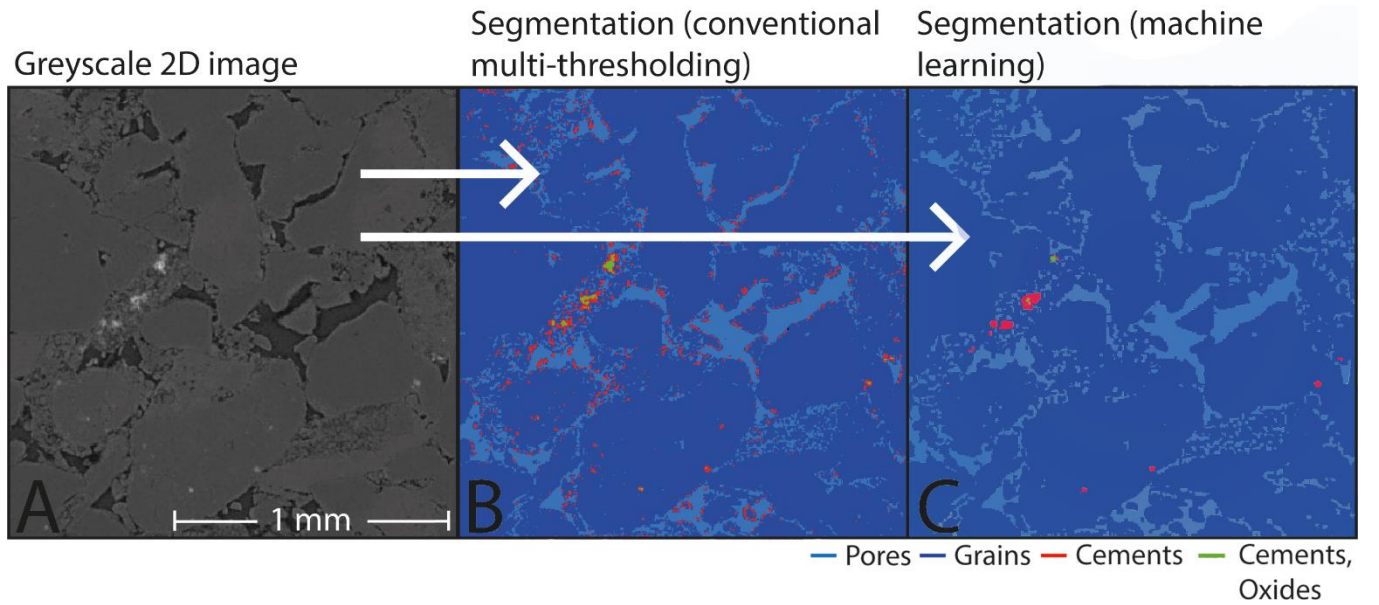 Greyscale 2D image
Segmentation (conventional
multi-thresholding)
Segmentation (machine
learning)
A
1 mm
B
C
Pores
Grains
Cements
Cements,
Oxides